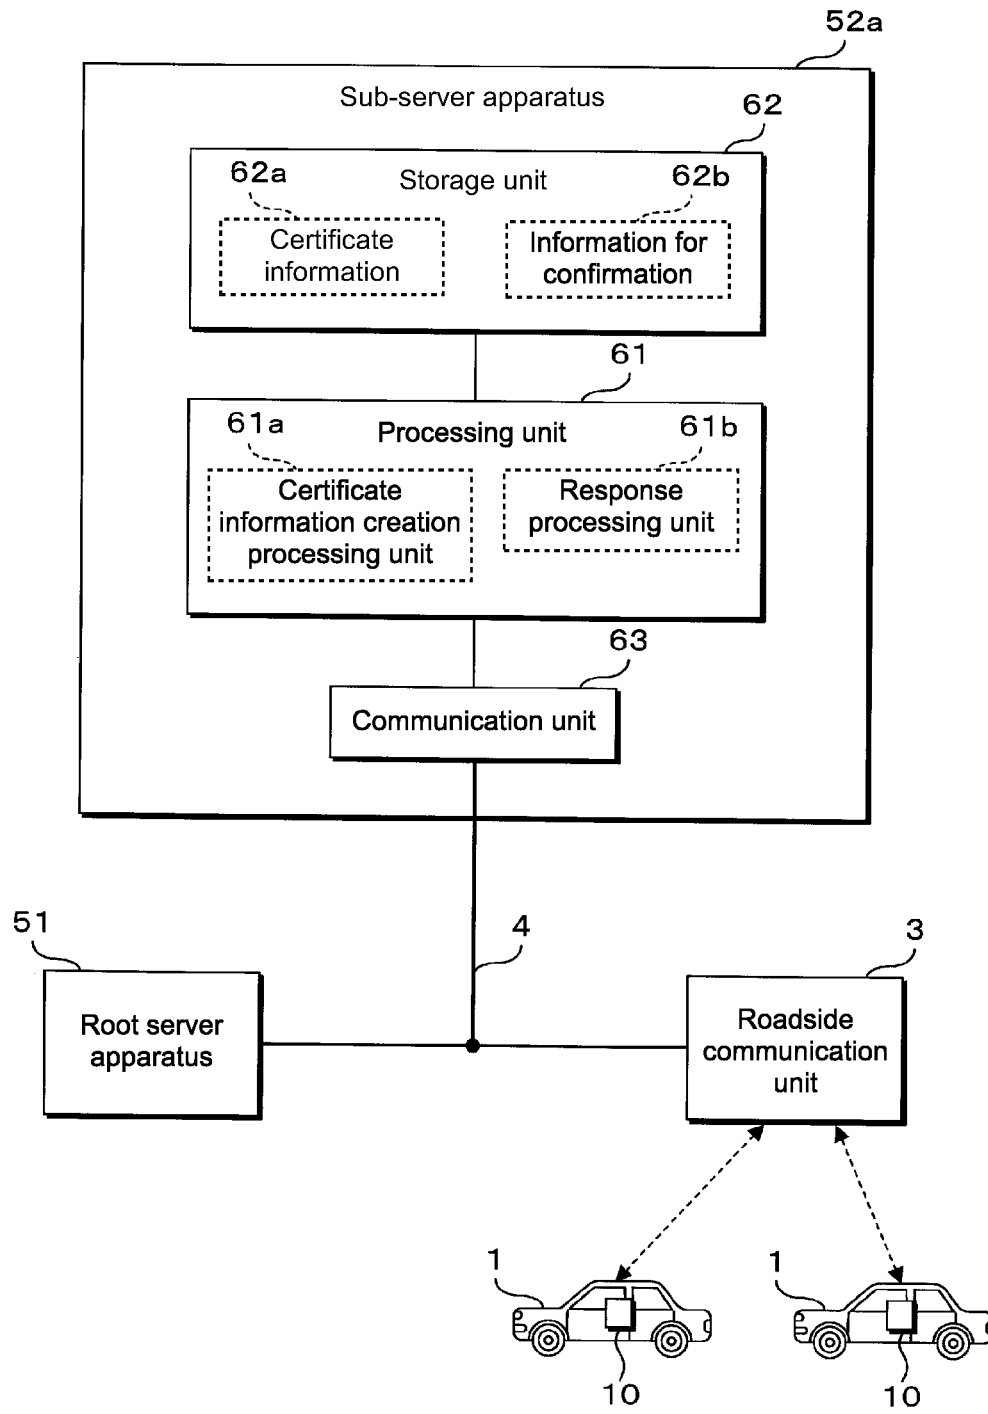 52a
Sub-server apparatus
62
62a
Storage unit
62b
Certificate
information
Information for
confirmation
61
61a
Processing unit
61b
Certificate
information creation
processing unit
Response
processing unit
63
Communication unit
51
4
3
Root server
apparatus
Roadside
communication
unit
1
1
10
10